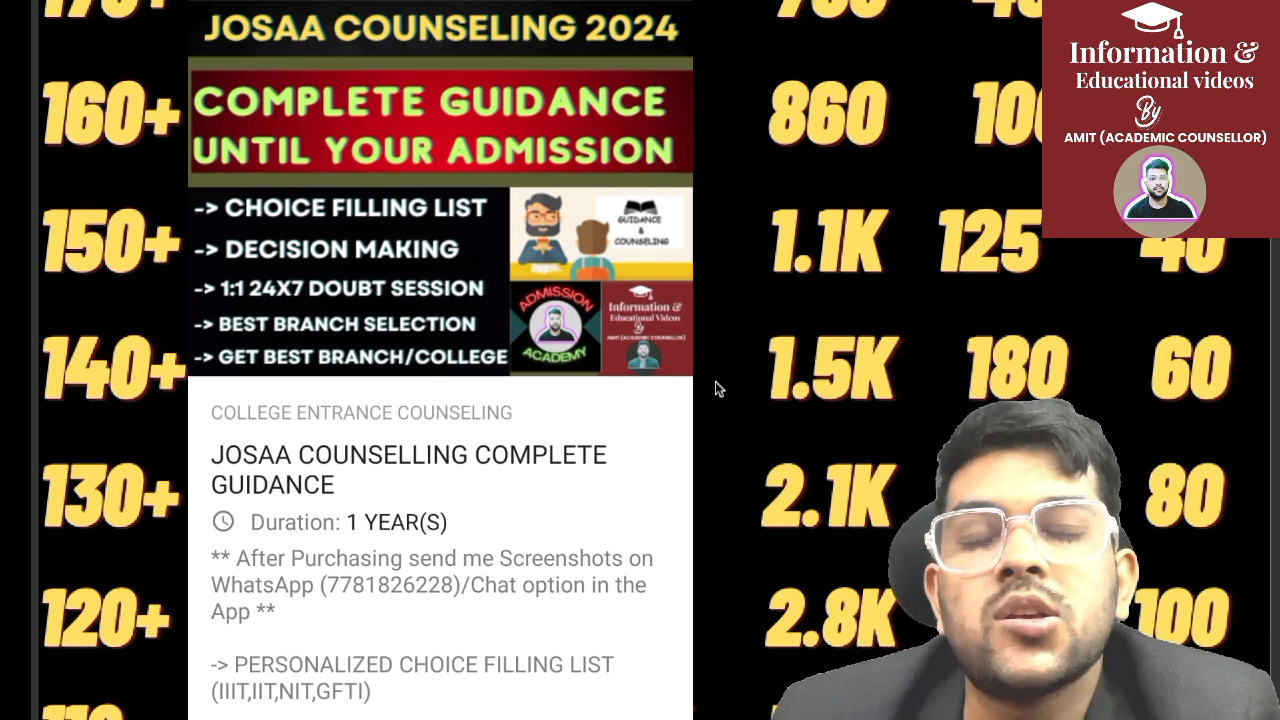 JOSAA COUNSELING 2024
COMPLETE GUIDANCE
UNTIL YOUR ADMISSION
-> CHOICE FILLING LIST
-> DECISION MAKING
-> 1:1 24X7 DOUBT SESSION
-> BEST BRANCH SELECTION
-> GET BEST BRANCH/COLLEGE
GUIDANCE
&
COUNSELING
ADMISSION
ACADEMY
Information &
Educational Videos
By
AMIT (ACADEMIC COUNSELLOR)
COLLEGE ENTRANCE COUNSELING
JOSAA COUNSELLING COMPLETE
GUIDANCE
Duration: 1 YEAR(S)
** After Purchasing send me Screenshots on
WhatsApp (7781826228)/Chat option in the
App **
-> PERSONALIZED CHOICE FILLING LIST
(IIIT,IIT,NIT,GFTI)
Information &
Educational videos
By
AMIT (ACADEMIC COUNSELLOR)
160+ 860
150+ 1.1K 125 40
140+ 1.5K 180 60
130+ 2.1K 80
120+ 2.8K 100